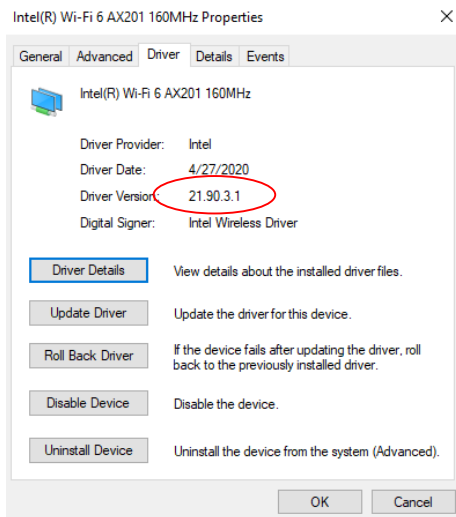 Intel(R) Wi-Fi 6 AX201 160MHz Properties
General Advanced Driver Details Events
Intel(R) Wi-Fi 6 AX201 160MHz
Driver Provider: Intel
Driver Date: 4/27/2020
Driver Version: 21.90.3.1
Digital Signer: Intel Wireless Driver
Driver Details View details about the installed driver files.
Update Driver Update the driver for this device.
Roll Back Driver If the device fails after updating the driver, roll
back to the previously installed driver.
Disable Device Disable the device.
Uninstall Device Uninstall the device from the system (Advanced).
OK Cancel